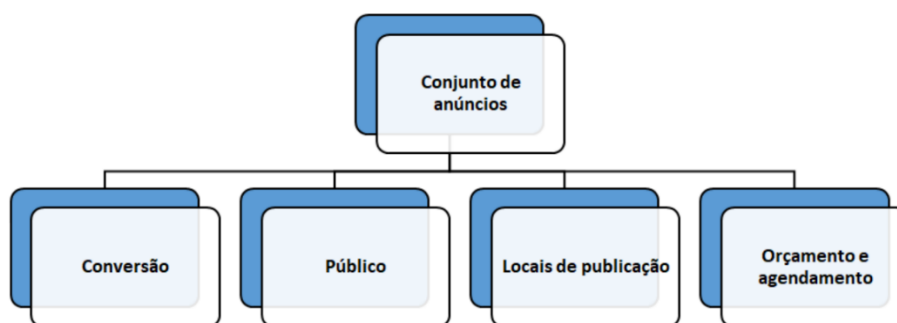 Conjunto de
anúncios
Conversão
Público
Locais de publicação
Orçamento e
agendamento